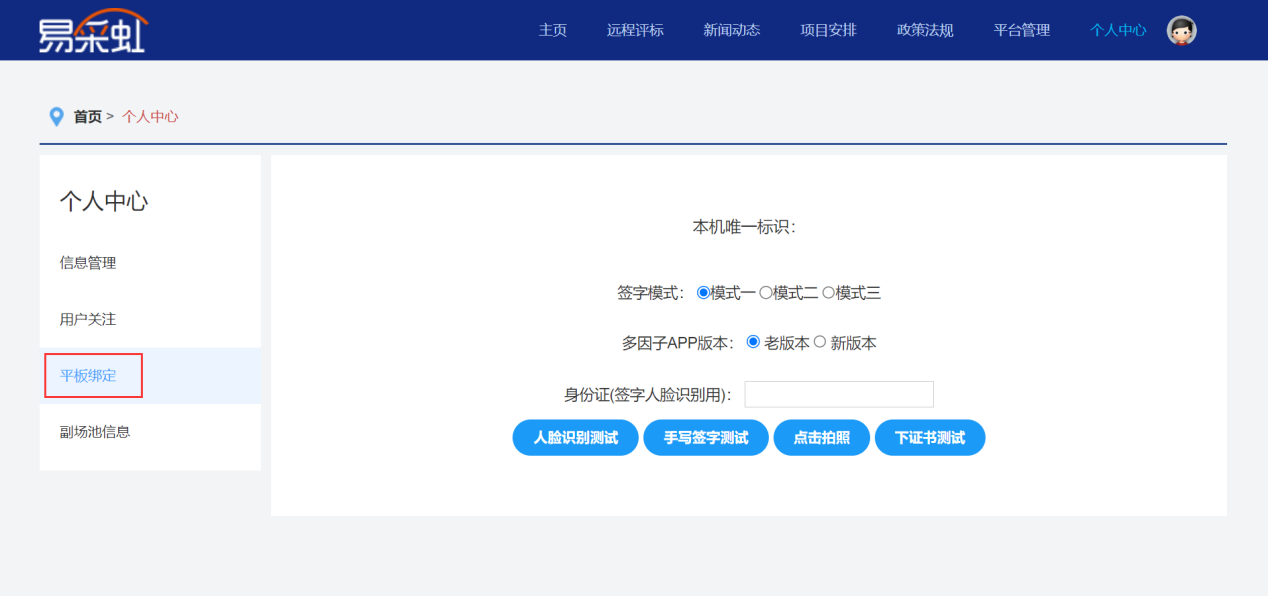 易采虹 主页 远程评标 新闻动态 项目安排 政策法规 平台管理 个人中心
首页 > 个人中心
个人中心
信息管理
用户关注
平板绑定
副场池信息
本机唯一标识：
签字模式： 模式一 模式二 模式三
多因子APP版本： 老版本 新版本
身份证(签字人脸识别用)：
人脸识别测试 手写签字测试 点击拍照 下证书测试